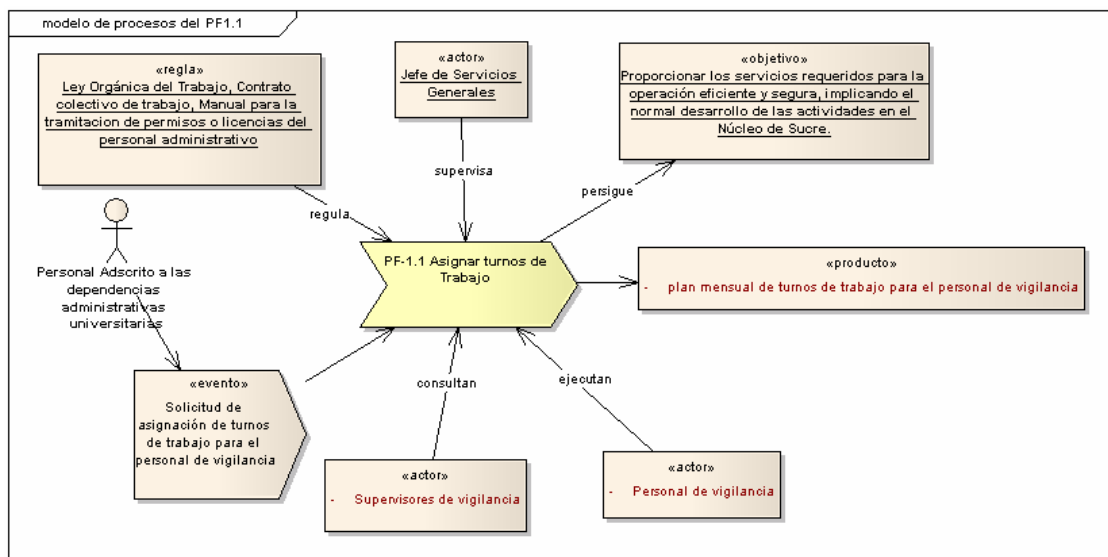 modelo de procesos del PF1.1
«regla»
Ley Orgánica del Trabajo, Contrato
colectivo de trabajo, Manual para la
tramitacion de permisos o licencias del
personal administrativo
«actor»
Jefe de Servicios
Generales
«objetivo»
Proporcionar los servicios requeridos para la
operación eficiente y segura, implicando el
normal desarrollo de las actividades en el
Núcleo de Sucre.
supervisa
persigue
regula
Personal Adscrito a las
dependencias
administrativas
universitarias
PF-1.1 Asignar turnos de
Trabajo
«producto»
- plan mensual de turnos de trabajo para el personal de vigilancia
«evento»
Solicitud de
asignación de turnos
de trabajo para el
personal de vigilancia
consultan
ejecutan
«actor»
- Supervisores de vigilancia
«actor»
- Personal de vigilancia